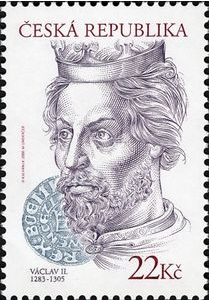 ČESKÁ REPUBLIKA
VÁCLAV II.
1283-1305
22Kč